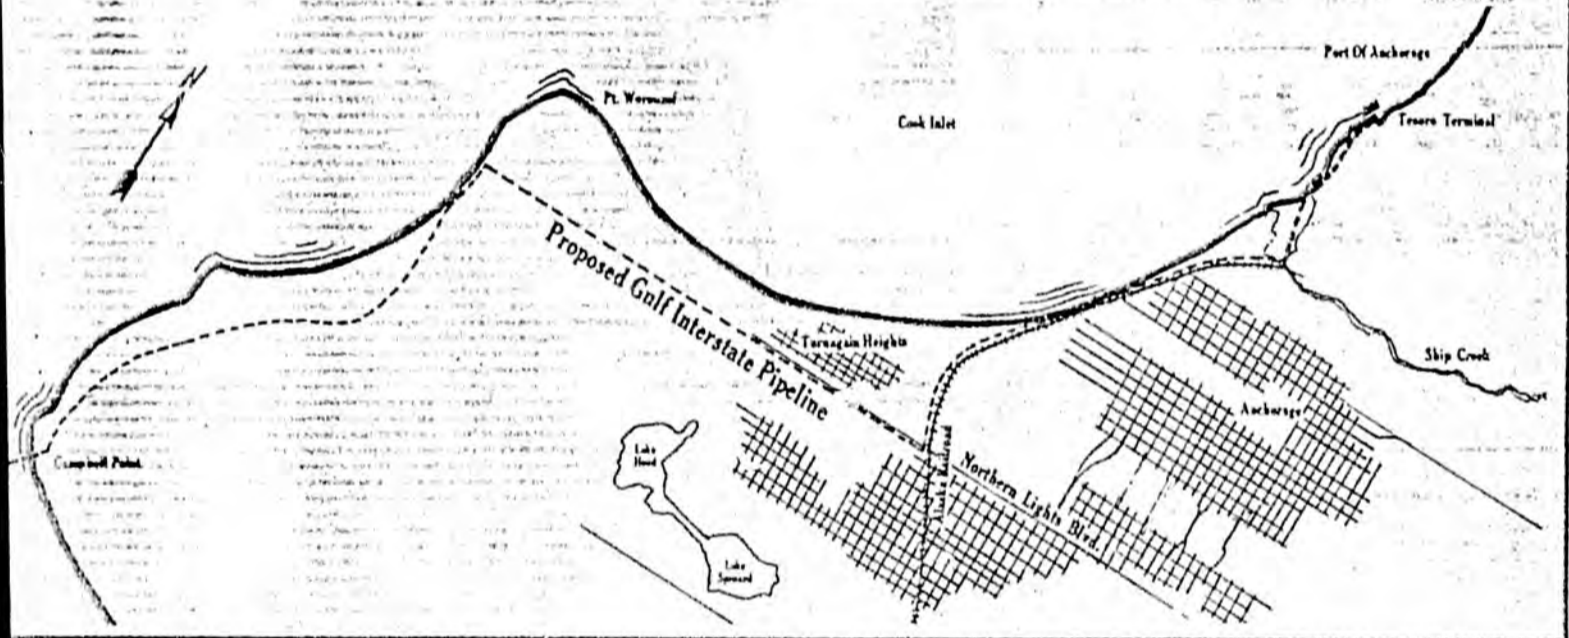 N
Port Of Anchorage
Pt. Woronzof
Cook Inlet
Tesoro Terminal
Proposed Gulf Interstate Pipeline
Turnagain Heights
Ship Creek
Anchorage
Lake
Hood
Campbell Point
Alaska Railroad
Northern Lights Blvd.
Lake
Spenard